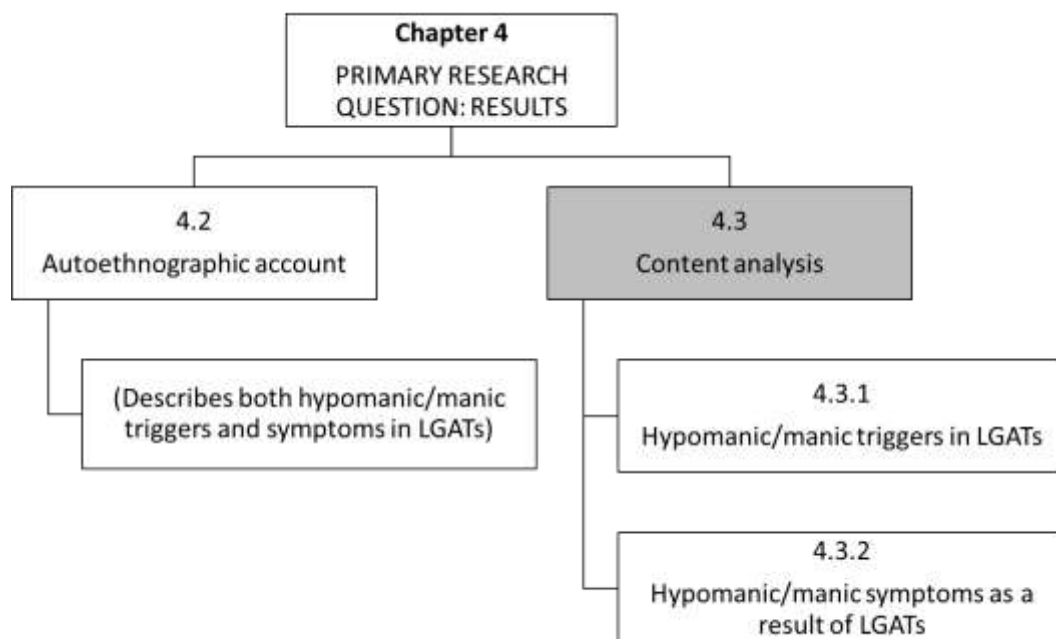 Chapter 4
PRIMARY RESEARCH
QUESTION: RESULTS
4.2
Autoethnographic account
(Describes both hypomanic/manic
triggers and symptoms in LGATs)
4.3
Content analysis
4.3.1
Hypomanic/manic triggers in LGATs
4.3.2
Hypomanic/manic symptoms as a
result of LGATs